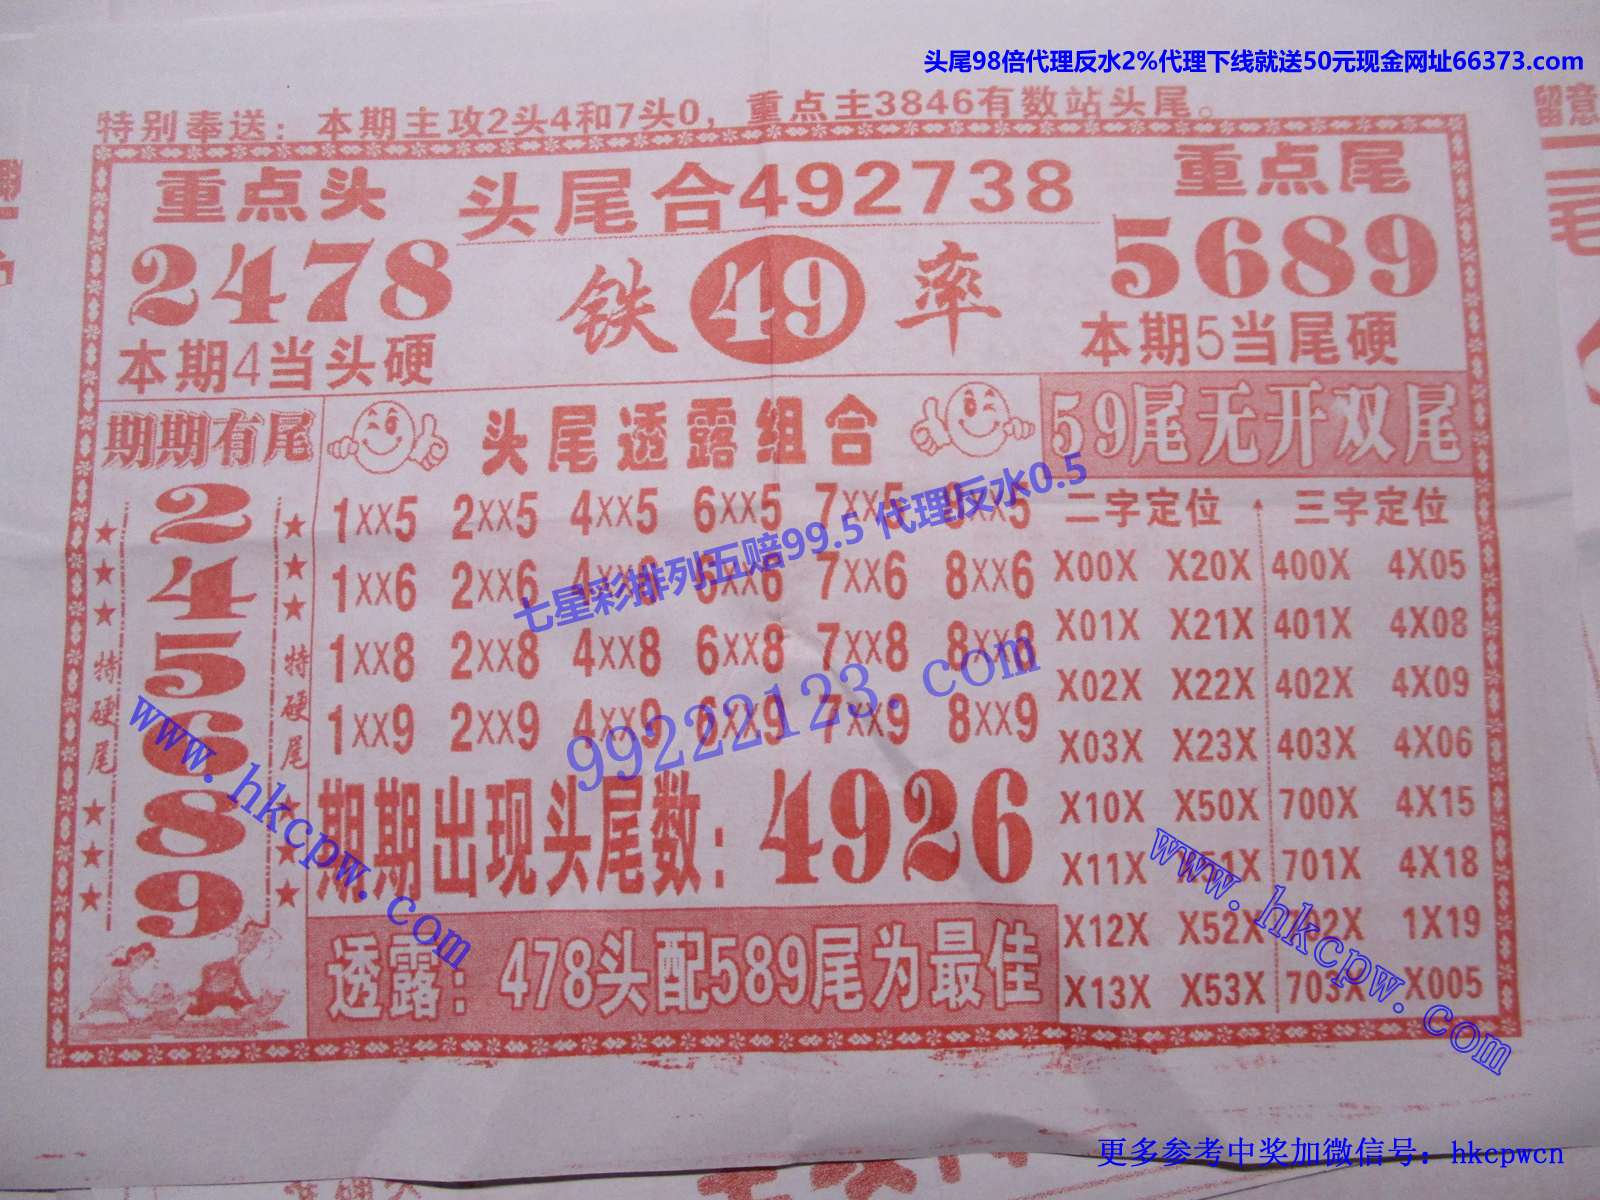 头尾98倍代理反水2%代理下线就送50元现金网址66373.com
特别奉送：本期主攻2头4和7头0，重点主3846有数站头尾。
重点头
头尾合492738
重点尾
2478
铁49率
5689
本期4当头硬
本期5当尾硬
期期有尾
头尾透露组合
59尾无开双尾
2
4
5
6
8
9
特硬尾
特硬尾
1XX5 2XX5 4XX5 6XX5 7XX5 8XX5
1XX6 2XX6 4XX6 6XX6 7XX6 8XX6
1XX8 2XX8 4XX8 6XX8 7XX8 8XX8
1XX9 2XX9 4XX9 6XX9 7XX9 8XX9
七星彩排列五赔99.5 代理反水0.5
99222123.com
期期出现头尾数：4926
透露：478头配589尾为最佳
二字定位 三字定位
X00X X20X 400X 4X05
X01X X21X 401X 4X08
X02X X22X 402X 4X09
X03X X23X 403X 4X06
X10X X50X 700X 4X15
X11X X51X 701X 4X18
X12X X52X 702X 1X19
X13X X53X 703X X005
www.hkcpw.com
www.hkcpw.com
更多参考中奖加微信号：hkcpwcn
留意